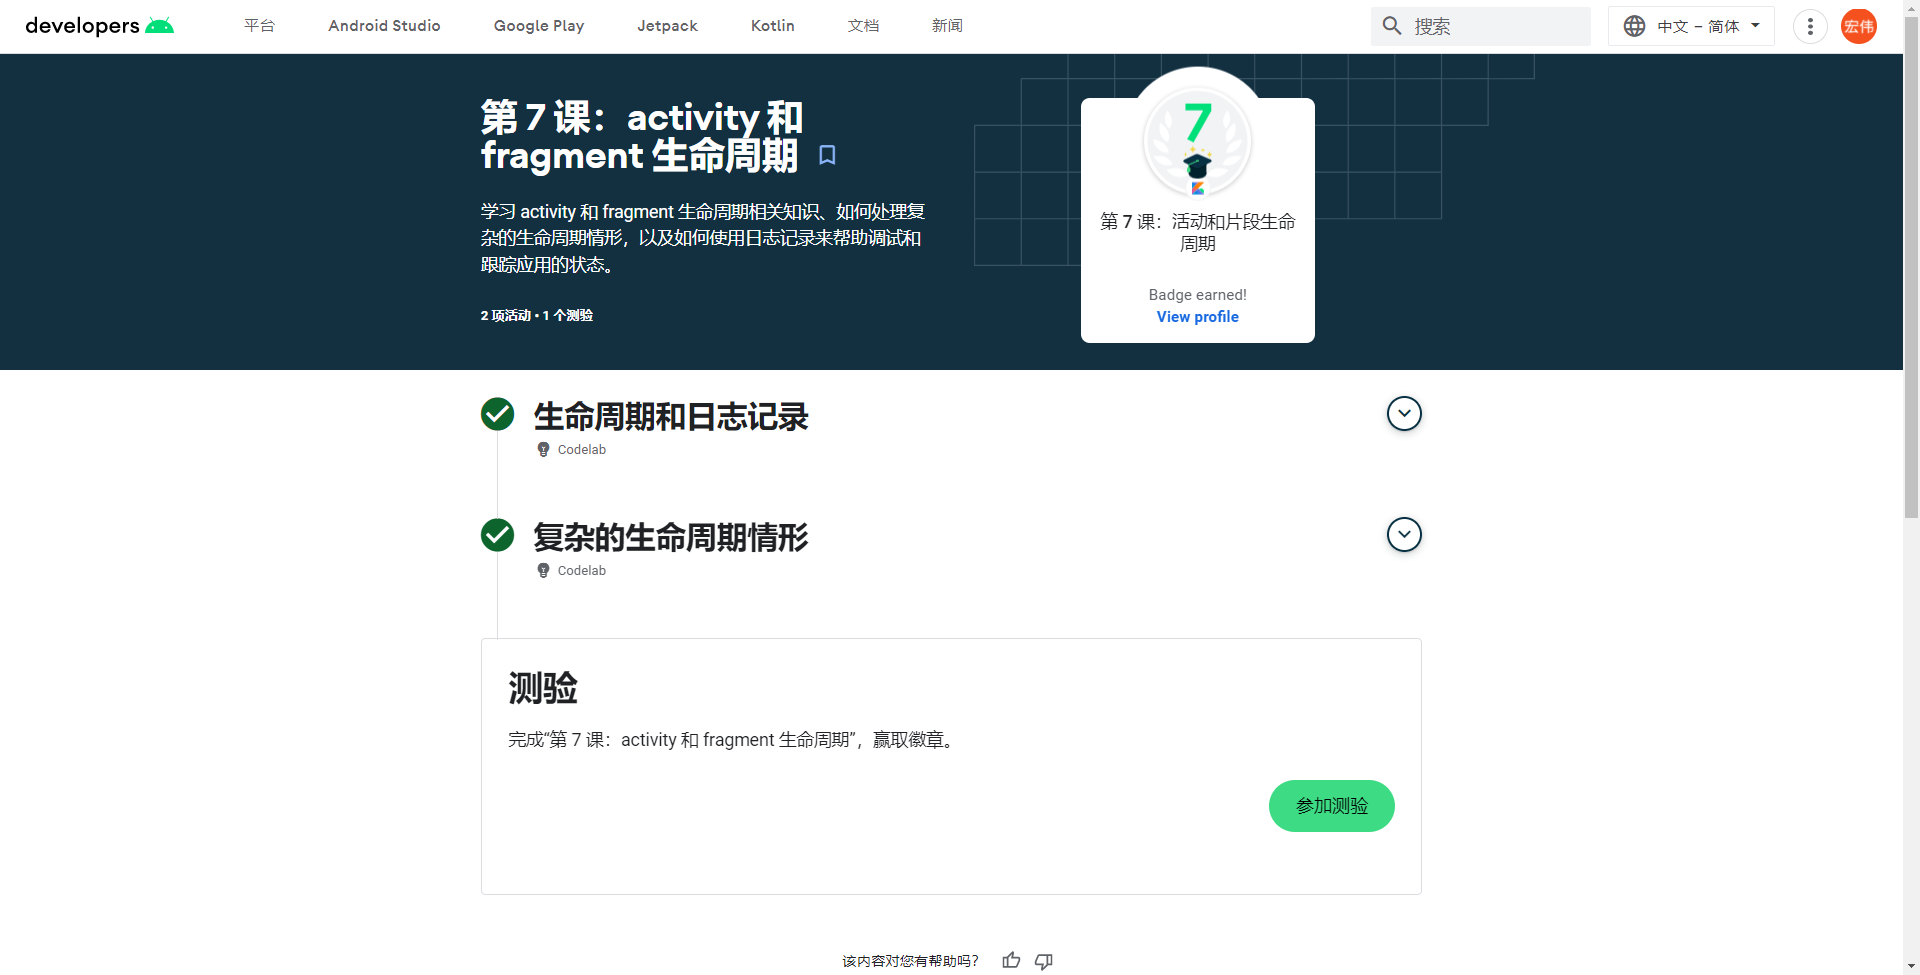 developers
平台
Android Studio
Google Play
Jetpack
Kotlin
文档
新闻
搜索
中文 – 简体
宏伟
第 7 课：activity 和
fragment 生命周期
学习 activity 和 fragment 生命周期相关知识、如何处理复
杂的生命周期情形，以及如何使用日志记录来帮助调试和
跟踪应用的状态。
2 项活动 • 1 个测验
7
第 7 课：活动和片段生命
周期
Badge earned!
View profile
生命周期和日志记录
Codelab
复杂的生命周期情形
Codelab
测验
完成“第 7 课：activity 和 fragment 生命周期”，赢取徽章。
参加测验
该内容对您有帮助吗？